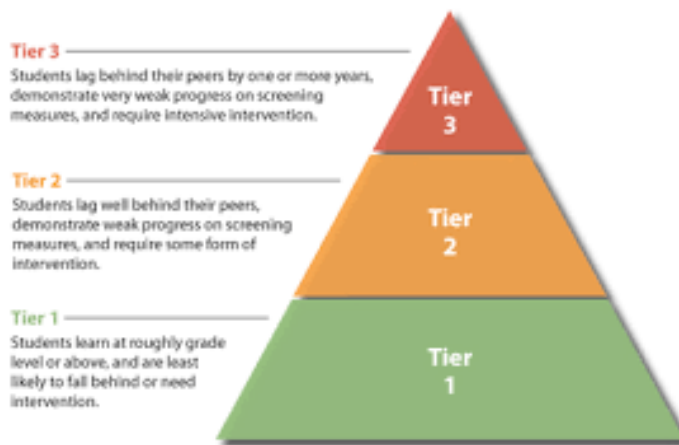 Tier 3
Students lag behind their peers by one or more years,
demonstrate very weak progress on screening
measures, and require intensive intervention.
Tier
3
Tier 2
Students lag well behind their peers,
demonstrate weak progress on screening
measures, and require some form of
intervention.
Tier
2
Tier 1
Students learn at roughly grade
level or above, and are least
likely to fall behind or need
intervention.
Tier
1